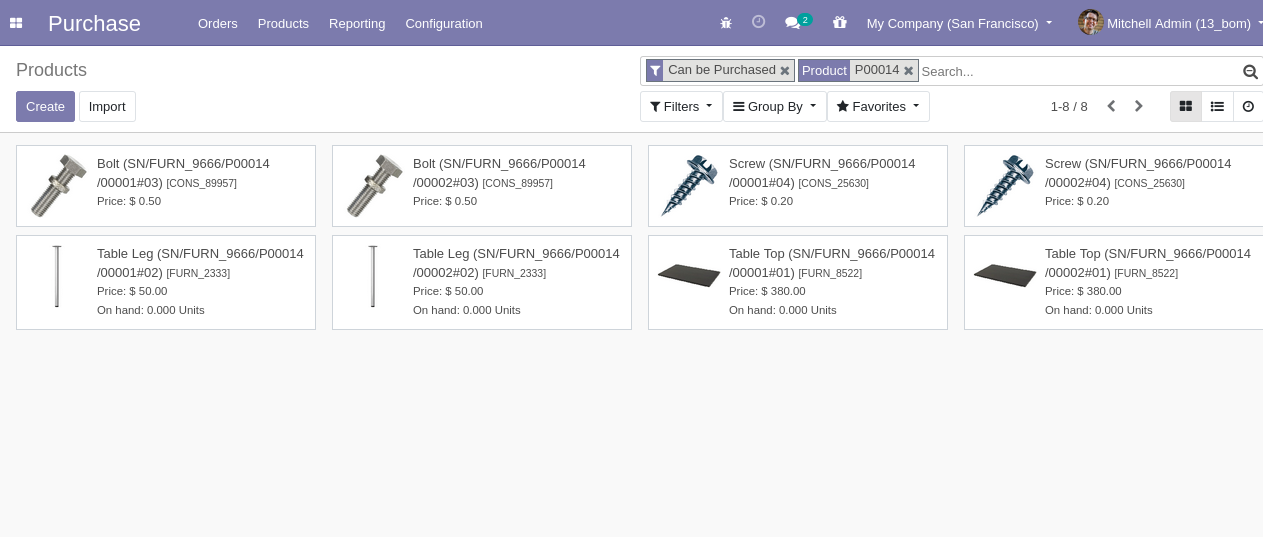 Purchase Orders Products Reporting Configuration 2 My Company (San Francisco) Mitchell Admin (13_bom)
Products
Can be Purchased Product P00014 Search...
Create Import
Filters Group By Favorites 1-8 / 8
Bolt (SN/FURN_9666/P00014
/00001#03) [CONS_89957]
Price: $ 0.50
Bolt (SN/FURN_9666/P00014
/00002#03) [CONS_89957]
Price: $ 0.50
Screw (SN/FURN_9666/P00014
/00001#04) [CONS_25630]
Price: $ 0.20
Screw (SN/FURN_9666/P00014
/00002#04) [CONS_25630]
Price: $ 0.20
Table Leg (SN/FURN_9666/P00014
/00001#02) [FURN_2333]
Price: $ 50.00
On hand: 0.000 Units
Table Leg (SN/FURN_9666/P00014
/00002#02) [FURN_2333]
Price: $ 50.00
On hand: 0.000 Units
Table Top (SN/FURN_9666/P00014
/00001#01) [FURN_8522]
Price: $ 380.00
On hand: 0.000 Units
Table Top (SN/FURN_9666/P00014
/00002#01) [FURN_8522]
Price: $ 380.00
On hand: 0.000 Units